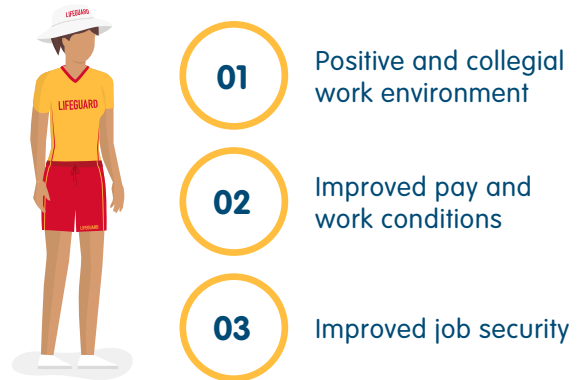 LIFEGUARD
LIFEGUARD
LIFEGUARD
01
Positive and collegial
work environment
02
Improved pay and
work conditions
03
Improved job security